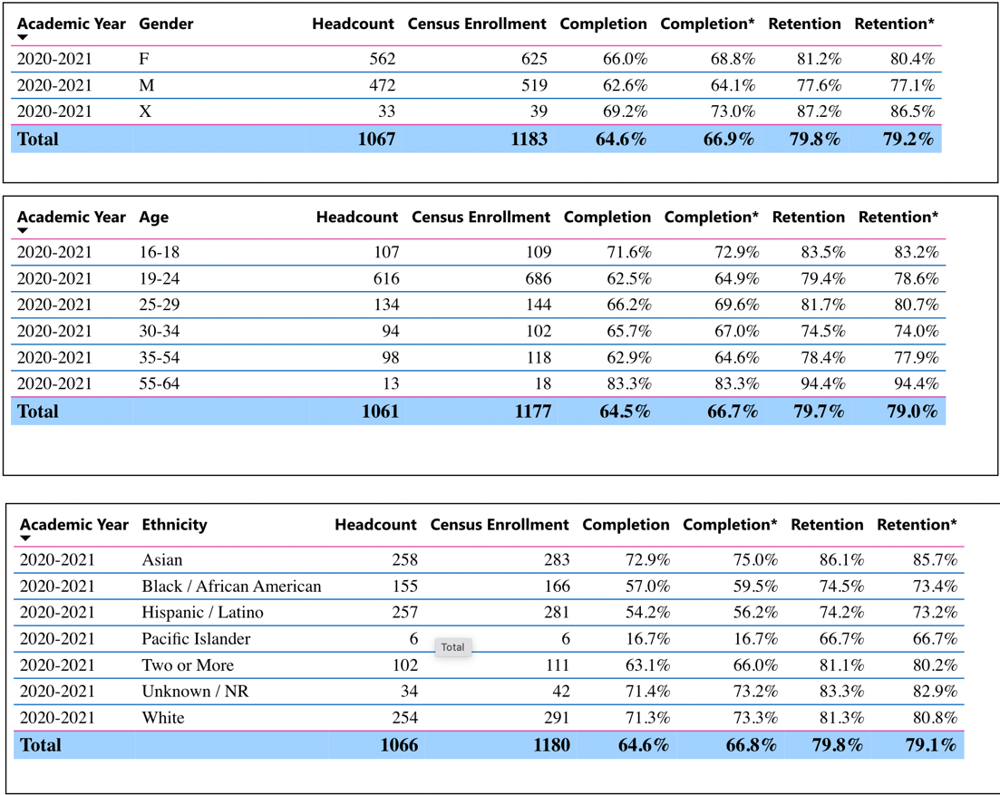 Academic Year Gender Headcount Census Enrollment Completion Completion* Retention Retention*
2020-2021 F 562 625 66.0% 68.8% 81.2% 80.4%
2020-2021 M 472 519 62.6% 64.1% 77.6% 77.1%
2020-2021 X 33 39 69.2% 73.0% 87.2% 86.5%
Total 1067 1183 64.6% 66.9% 79.8% 79.2%
Academic Year Age Headcount Census Enrollment Completion Completion* Retention Retention*
2020-2021 16-18 107 109 71.6% 72.9% 83.5% 83.2%
2020-2021 19-24 616 686 62.5% 64.9% 79.4% 78.6%
2020-2021 25-29 134 144 66.2% 69.6% 81.7% 80.7%
2020-2021 30-34 94 102 65.7% 67.0% 74.5% 74.0%
2020-2021 35-54 98 118 62.9% 64.6% 78.4% 77.9%
2020-2021 55-64 13 18 83.3% 83.3% 94.4% 94.4%
Total 1061 1177 64.5% 66.7% 79.7% 79.0%
Academic Year Ethnicity Headcount Census Enrollment Completion Completion* Retention Retention*
2020-2021 Asian 258 283 72.9% 75.0% 86.1% 85.7%
2020-2021 Black / African American 155 166 57.0% 59.5% 74.5% 73.4%
2020-2021 Hispanic / Latino 257 281 54.2% 56.2% 74.2% 73.2%
2020-2021 Pacific Islander 6 6 16.7% 16.7% 66.7% 66.7%
Total
2020-2021 Two or More 102 111 63.1% 66.0% 81.1% 80.2%
2020-2021 Unknown / NR 34 42 71.4% 73.2% 83.3% 82.9%
2020-2021 White 254 291 71.3% 73.3% 81.3% 80.8%
Total 1066 1180 64.6% 66.8% 79.8% 79.1%